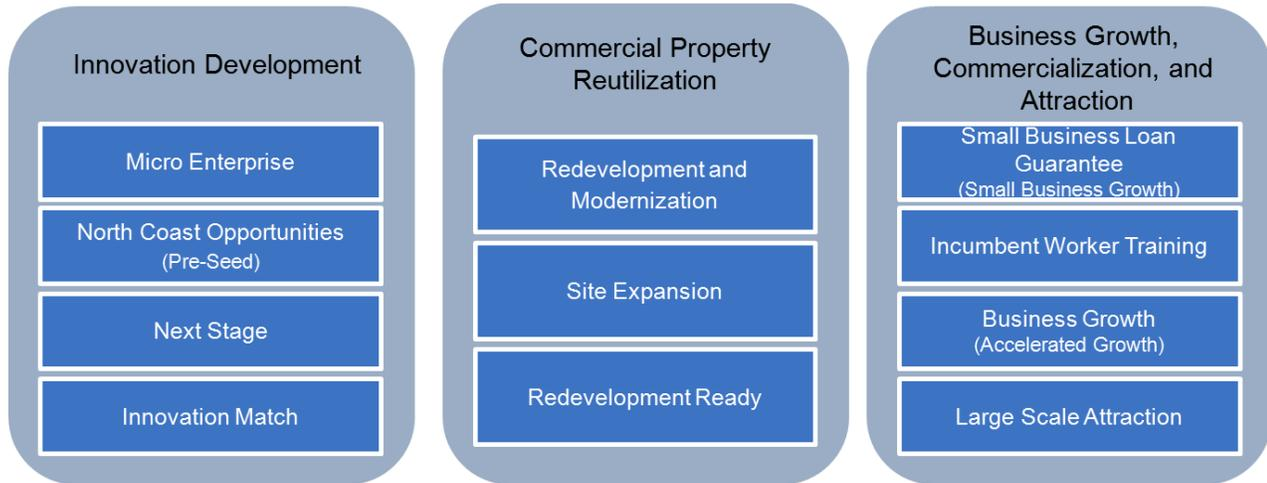 Innovation Development
Micro Enterprise
North Coast Opportunities
(Pre-Seed)
Next Stage
Innovation Match
Commercial Property
Reutilization
Redevelopment and
Modernization
Site Expansion
Redevelopment Ready
Business Growth,
Commercialization, and
Attraction
Small Business Loan
Guarantee
(Small Business Growth)
Incumbent Worker Training
Business Growth
(Accelerated Growth)
Large Scale Attraction